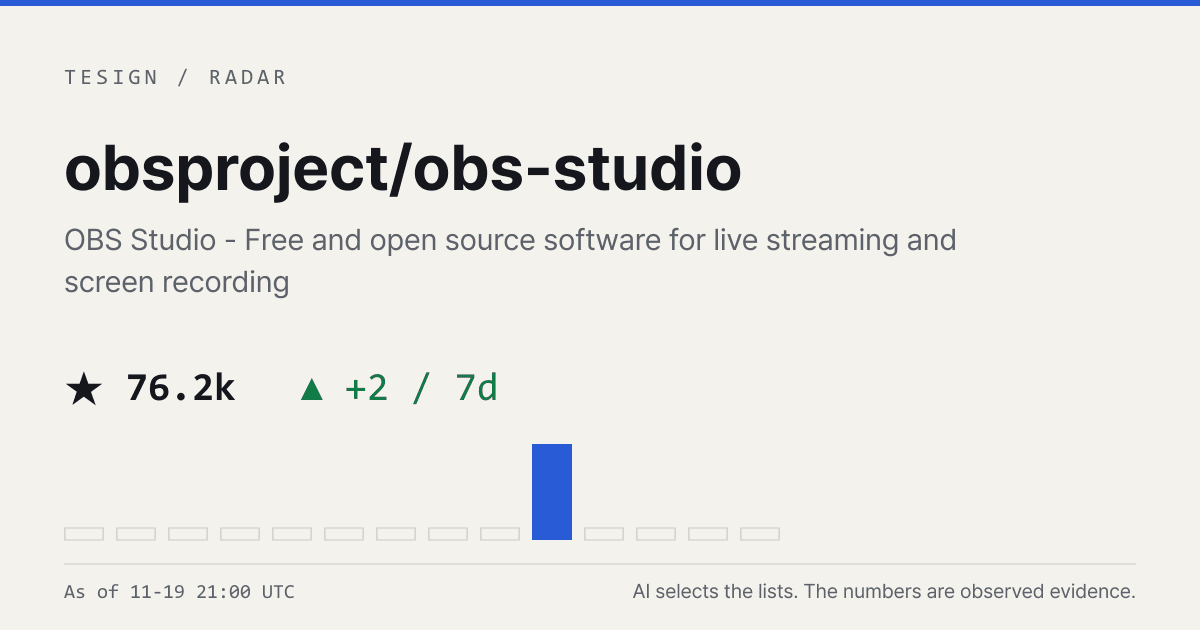 TESIGN / RADAR
obsproject/obs-studio
OBS Studio - Free and open source software for live streaming and
screen recording
★ 76.2k ▲ +2 / 7d
As of 11-19 21:00 UTC
AI selects the lists. The numbers are observed evidence.